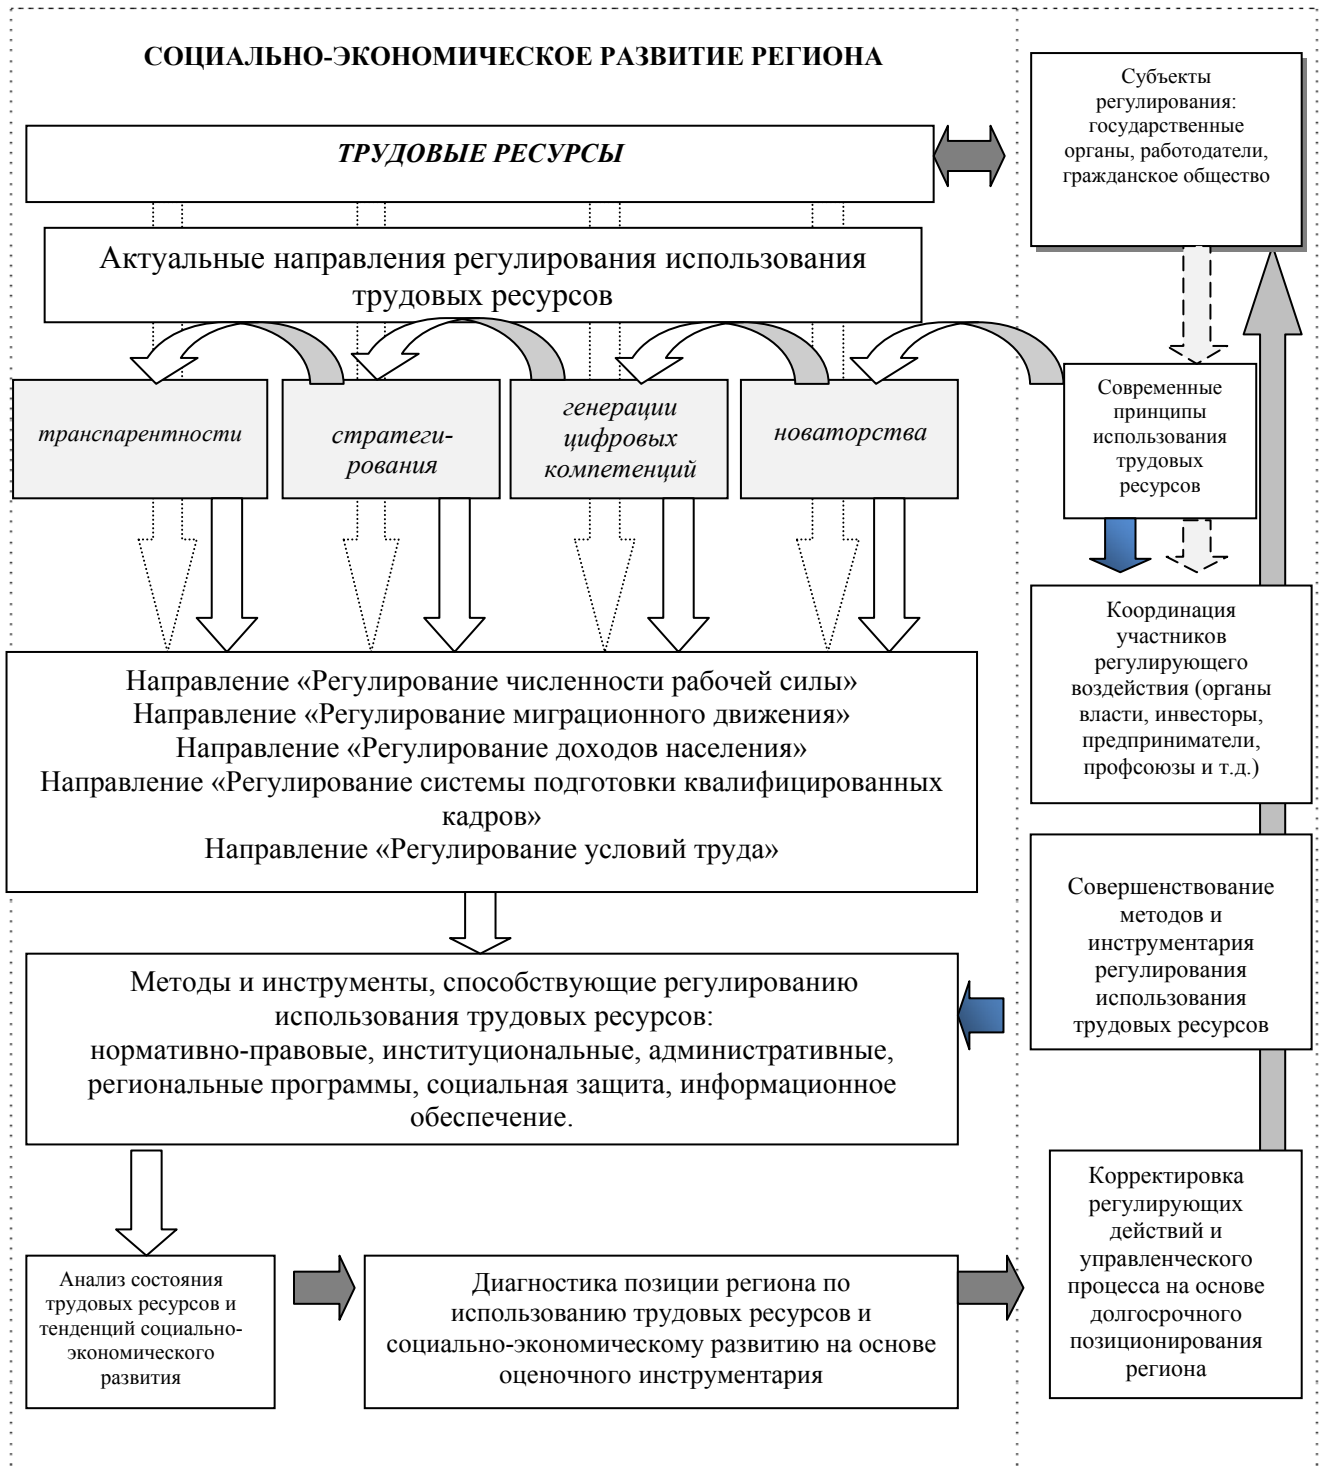 СОЦИАЛЬНО-ЭКОНОМИЧЕСКОЕ РАЗВИТИЕ РЕГИОНА
ТРУДОВЫЕ РЕСУРСЫ
Субъекты
регулирования:
государственные
органы, работодатели,
гражданское общество
Актуальные направления регулирования использования
трудовых ресурсов
транспарентности
стратеги-
рования
генерации
цифровых
компетенций
новаторства
Современные
принципы
использования
трудовых
ресурсов
Координация
участников
регулирующего
воздействия (органы
власти, инвесторы,
предприниматели,
профсоюзы и т.д.)
Направление «Регулирование численности рабочей силы»
Направление «Регулирование миграционного движения»
Направление «Регулирование доходов населения»
Направление «Регулирование системы подготовки квалифицированных
кадров»
Направление «Регулирование условий труда»
Совершенствование
методов и
инструментария
регулирования
использования
трудовых ресурсов
Методы и инструменты, способствующие регулированию
использования трудовых ресурсов:
нормативно-правовые, институциональные, административные,
региональные программы, социальная защита, информационное
обеспечение.
Анализ состояния
трудовых ресурсов и
тенденций социально-
экономического
развития
Диагностика позиции региона по
использованию трудовых ресурсов и
социально-экономическому развитию на основе
оценочного инструментария
Корректировка
регулирующих
действий и
управленческого
процесса на основе
долгосрочного
позиционирования
региона